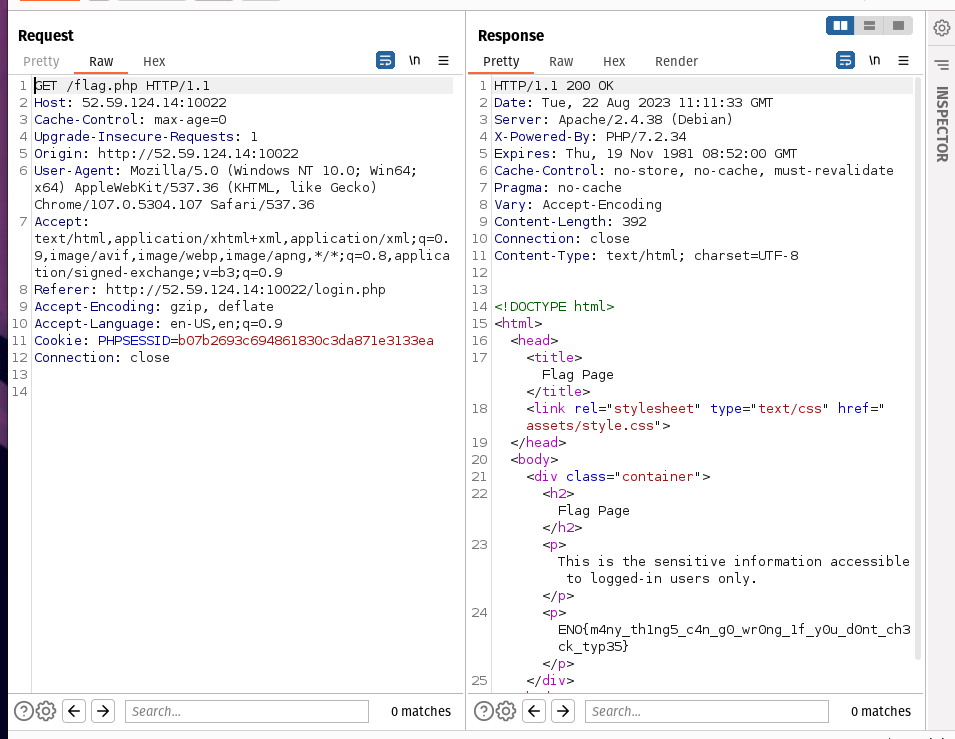 Request
Pretty Raw Hex \n
1 GET /flag.php HTTP/1.1
2 Host: 52.59.124.14:10022
3 Cache-Control: max-age=0
4 Upgrade-Insecure-Requests: 1
5 Origin: http://52.59.124.14:10022
6 User-Agent: Mozilla/5.0 (Windows NT 10.0; Win64;
x64) AppleWebKit/537.36 (KHTML, like Gecko)
Chrome/107.0.5304.107 Safari/537.36
7 Accept:
text/html,application/xhtml+xml,application/xml;q=0.
9,image/avif,image/webp,image/apng,*/*;q=0.8,applica
tion/signed-exchange;v=b3;q=0.9
8 Referer: http://52.59.124.14:10022/login.php
9 Accept-Encoding: gzip, deflate
10 Accept-Language: en-US,en;q=0.9
11 Cookie: PHPSESSID=b07b2693c694861830c3da871e3133ea
12 Connection: close
13
14
Search...
0 matches
Response
Pretty Raw Hex Render \n
1 HTTP/1.1 200 OK
2 Date: Tue, 22 Aug 2023 11:11:33 GMT
3 Server: Apache/2.4.38 (Debian)
4 X-Powered-By: PHP/7.2.34
5 Expires: Thu, 19 Nov 1981 08:52:00 GMT
6 Cache-Control: no-store, no-cache, must-revalidate
7 Pragma: no-cache
8 Vary: Accept-Encoding
9 Content-Length: 392
10 Connection: close
11 Content-Type: text/html; charset=UTF-8
12
13
14 <!DOCTYPE html>
15 <html>
16 <head>
17 <title>
Flag Page
</title>
18 <link rel="stylesheet" type="text/css" href="
assets/style.css">
19 </head>
20 <body>
21 <div class="container">
22 <h2>
Flag Page
</h2>
23 <p>
This is the sensitive information accessible
to logged-in users only.
</p>
24 <p>
ENO{m4ny_th1ng5_c4n_g0_wr0ng_1f_y0u_d0nt_ch3
ck_typ35}
</p>
25 </div>
Search...
0 matches
INSPECTOR